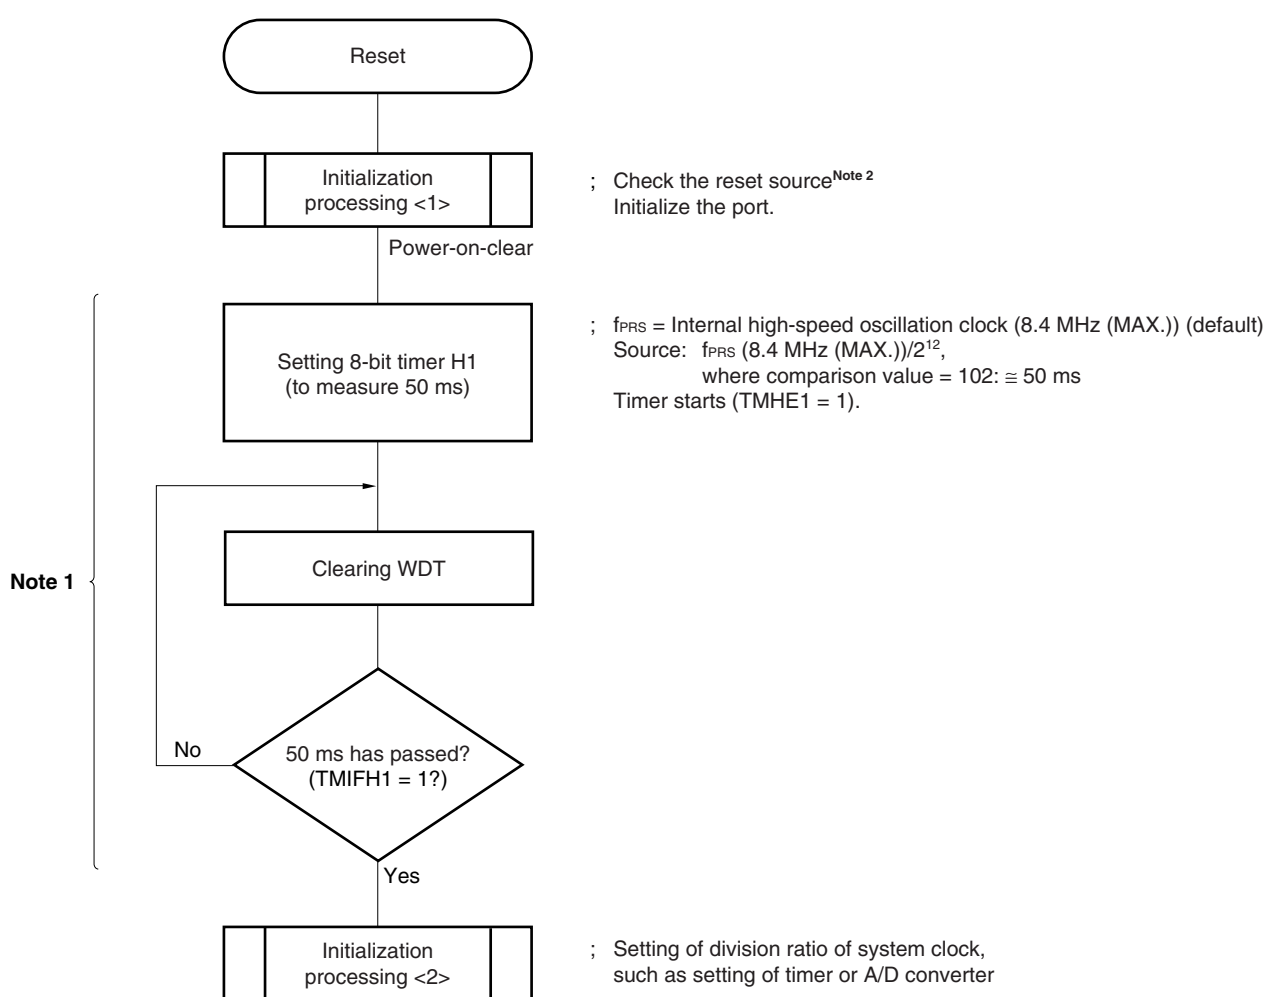 Reset
Initialization
processing <1>
; Check the reset sourceNote 2
Initialize the port.
Power-on-clear
Setting 8-bit timer H1
(to measure 50 ms)
; fPRS = Internal high-speed oscillation clock (8.4 MHz (MAX.)) (default)
Source: fPRS (8.4 MHz (MAX.))/2^12,
where comparison value = 102: ≅ 50 ms
Timer starts (TMHE1 = 1).
Clearing WDT
Note 1
50 ms has passed?
(TMIFH1 = 1?)
No
Yes
Initialization
processing <2>
; Setting of division ratio of system clock,
such as setting of timer or A/D converter